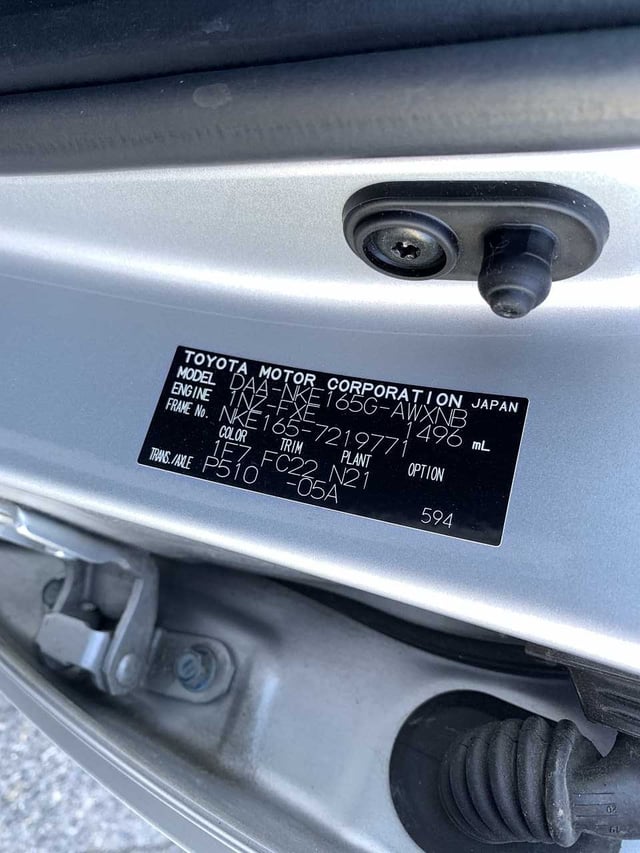 TOYOTA MOTOR CORPORATION JAPAN
MODEL DAA-NKE165G-AWXNB
ENGINE 1NZ-FXE 1496 mL
FRAME No. NKE165-7219771
COLOR TRIM PLANT OPTION
1E7 FC22 N21
TRANS./AXLE P510 -05A
594